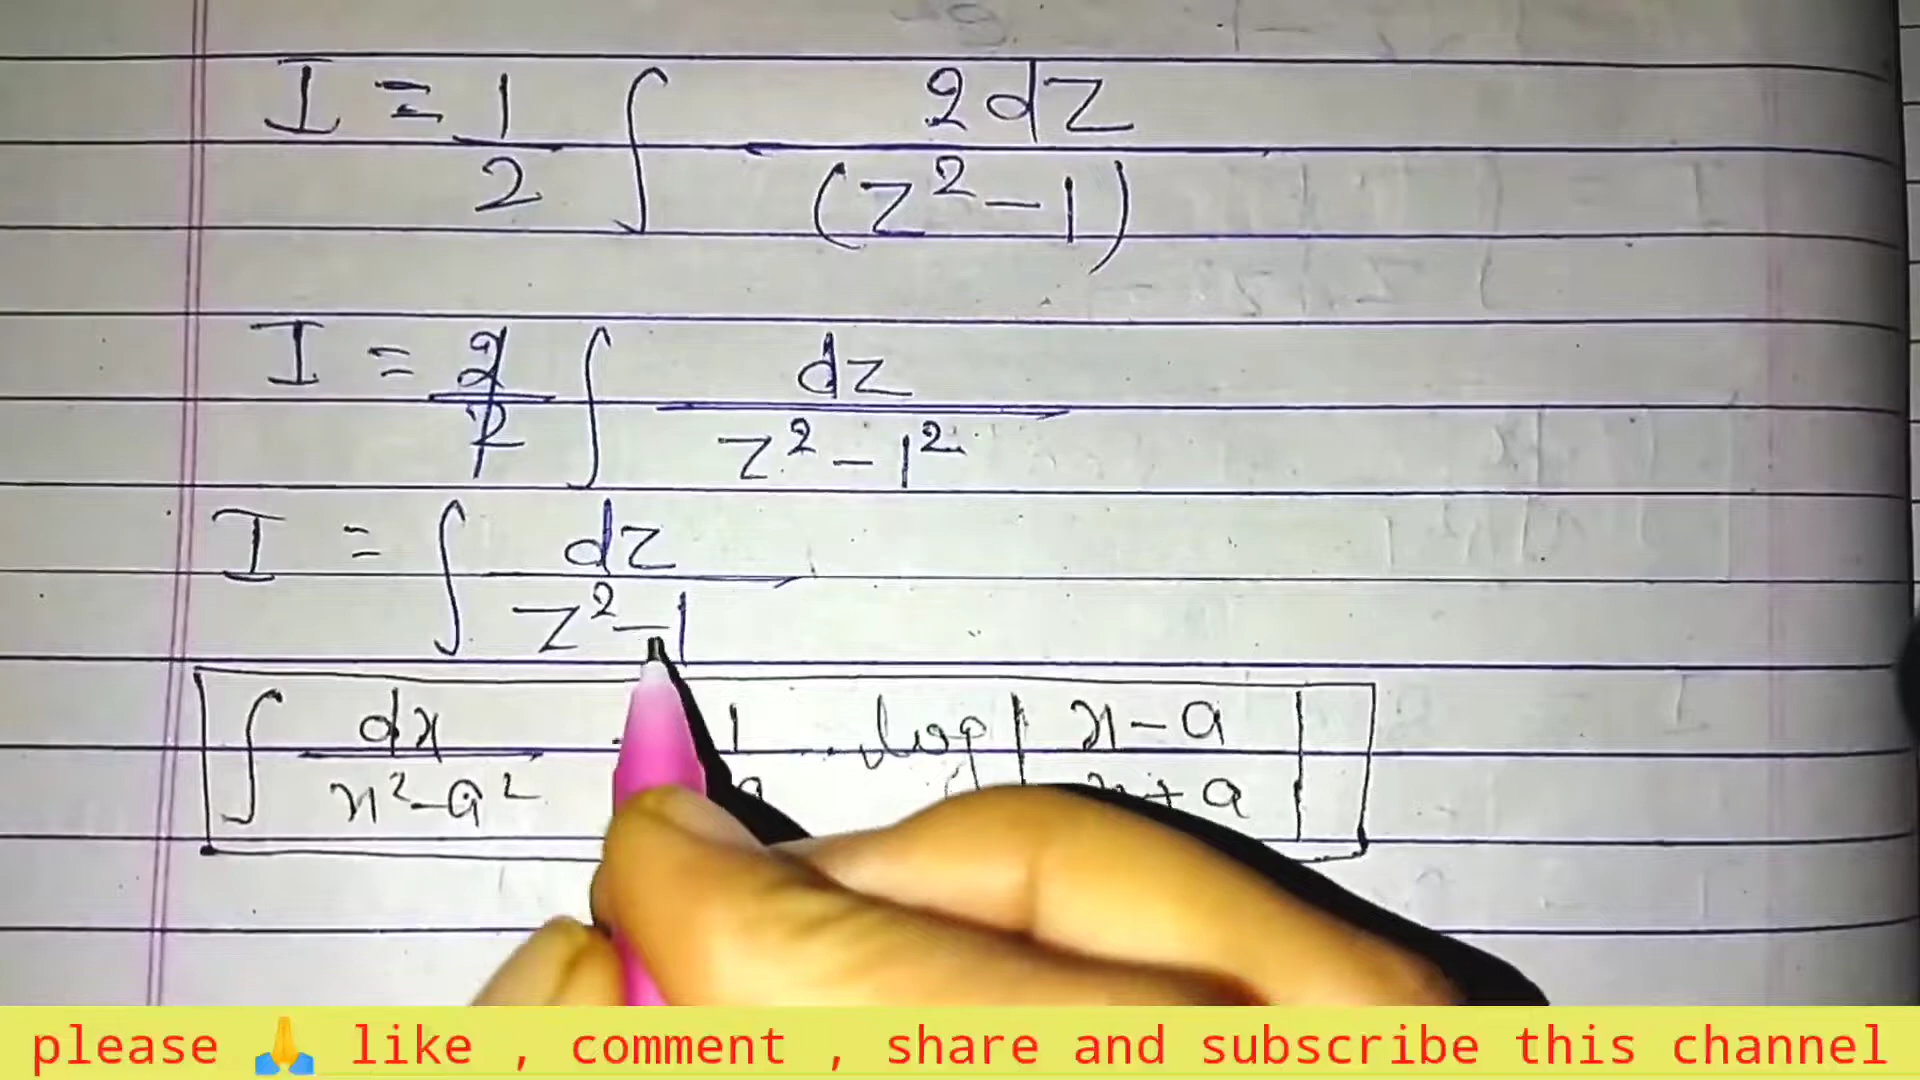 I = 1/2 ∫ 2dz/(z²-1)
I = 2/2 ∫ dz/z²-1²
I = ∫ dz/z²-1
∫ dx/x²-a² 1/a log |x-a/x+a|
please 🙏 like , comment , share and subscribe this channel